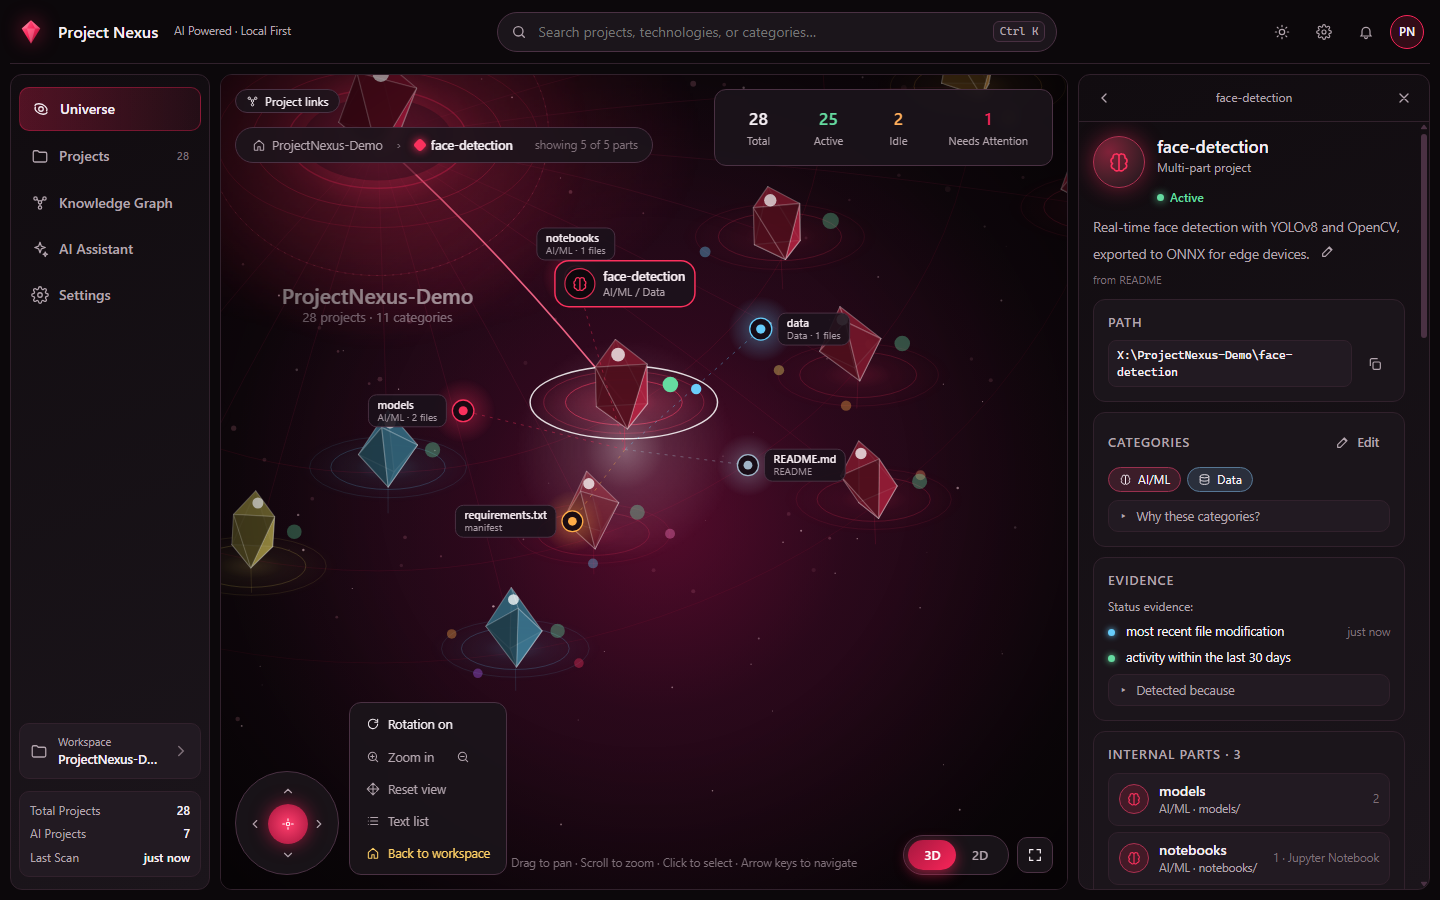 Project Nexus
AI Powered · Local First
Search projects, technologies, or categories...
Ctrl K
PN
Universe
Projects
28
Knowledge Graph
AI Assistant
Settings
Workspace
ProjectNexus-D...
Total Projects
28
AI Projects
7
Last Scan
just now
Project links
ProjectNexus-Demo › face-detection showing 5 of 5 parts
28
Total
25
Active
2
Idle
1
Needs Attention
notebooks
AI/ML · 1 files
face-detection
AI/ML / Data
ProjectNexus-Demo
28 projects · 11 categories
data
Data · 1 files
models
AI/ML · 2 files
README.md
README
requirements.txt
manifest
Rotation on
Zoom in
Reset view
Text list
Back to workspace
Drag to pan · Scroll to zoom · Click to select · Arrow keys to navigate
3D
2D
face-detection
face-detection
Multi-part project
Active
Real-time face detection with YOLOv8 and OpenCV,
exported to ONNX for edge devices.
from README
PATH
X:\ProjectNexus-Demo\face-
detection
CATEGORIES
Edit
AI/ML
Data
Why these categories?
EVIDENCE
Status evidence:
most recent file modification
just now
activity within the last 30 days
Detected because
INTERNAL PARTS · 3
models
AI/ML · models/
2
notebooks
AI/ML · notebooks/
1 · Jupyter Notebook